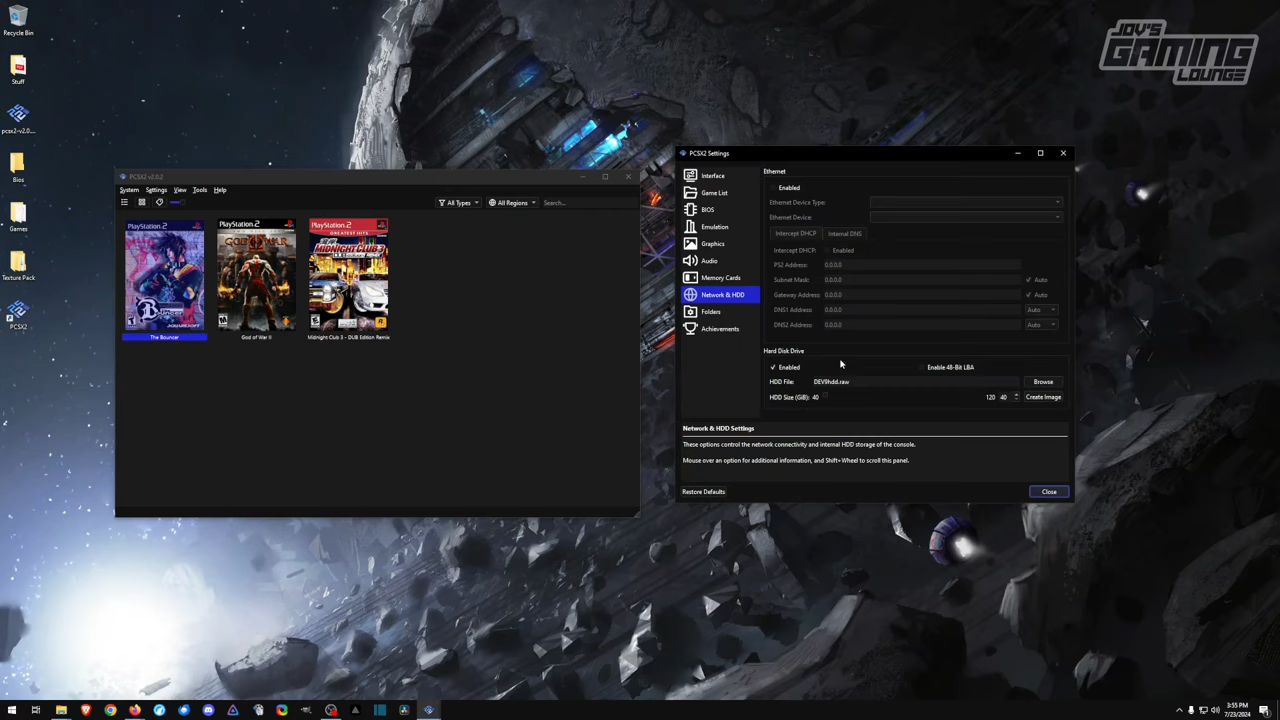 Recycle Bin
Stuff
pcsx2-v2.0....
Bios
Games
Texture Pack
PCSX2
JOV'S
GAMING
LOUNGE
PCSX2 v2.0.2
System Settings View Tools Help
All Types All Regions Search...
PlayStation.2
PlayStation.2
GOD OF WAR II
PlayStation.2
GREATEST HITS
MIDNIGHT CLUB 3
The Bouncer
God of War II
Midnight Club 3 - DUB Edition Remix
PCSX2 Settings
Interface
Game List
BIOS
Emulation
Graphics
Audio
Memory Cards
Network & HDD
Folders
Achievements
Ethernet
Enabled
Ethernet Device Type:
Ethernet Device:
Intercept DHCP Internal DNS
Intercept DHCP: Enabled
PS2 Address: 0.0.0.0
Subnet Mask: 0.0.0.0 Auto
Gateway Address: 0.0.0.0 Auto
DNS1 Address: 0.0.0.0 Auto
DNS2 Address: 0.0.0.0 Auto
Hard Disk Drive
Enabled Enable 48-Bit LBA
HDD File: DEV9hdd.raw Browse
HDD Size (GiB): 40 120 40 Create Image
Network & HDD Settings
These options control the network connectivity and internal HDD storage of the console.
Mouse over an option for additional information, and Shift+Wheel to scroll this panel.
Restore Defaults Close
3:55 PM
7/23/2024